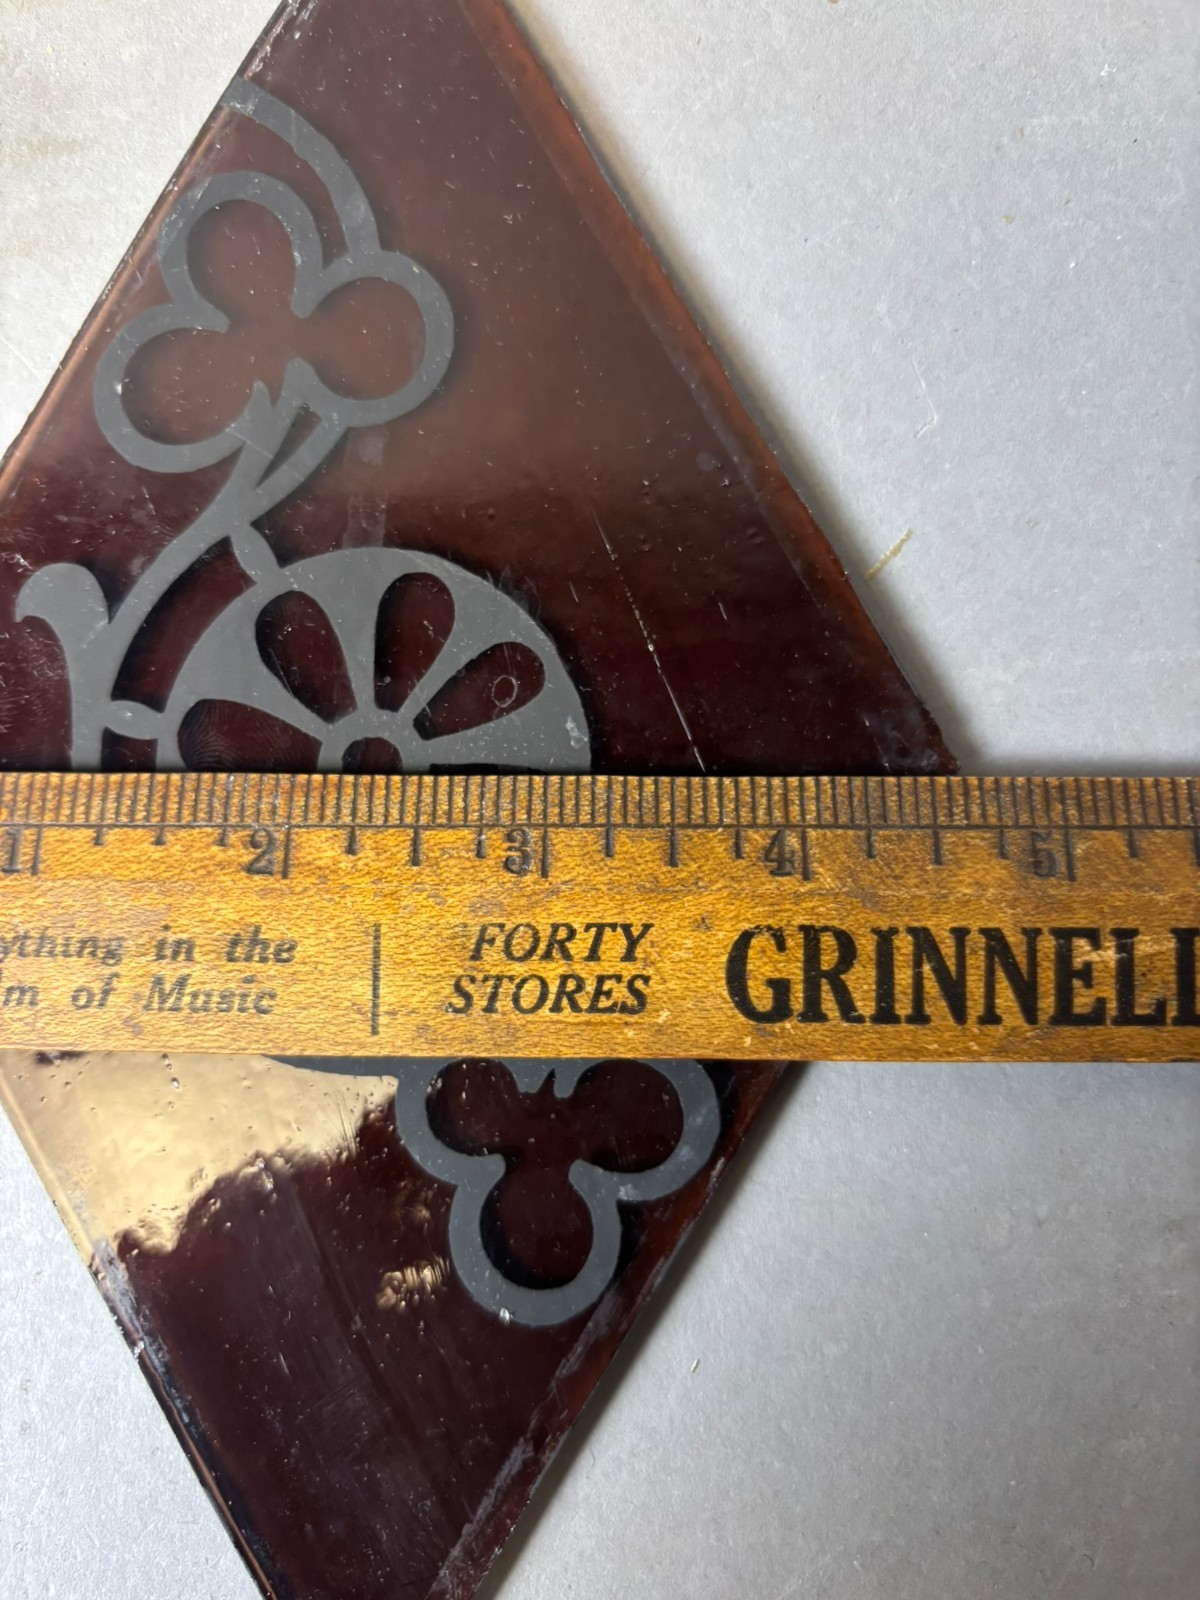 1 2 3 4 5
ything in the
m of Music
FORTY
STORES
GRINNELL